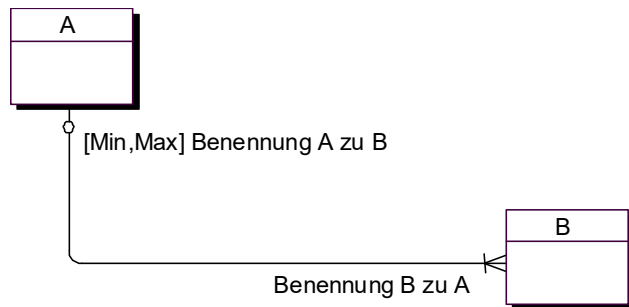 A
[Min,Max] Benennung A zu B
B
Benennung B zu A